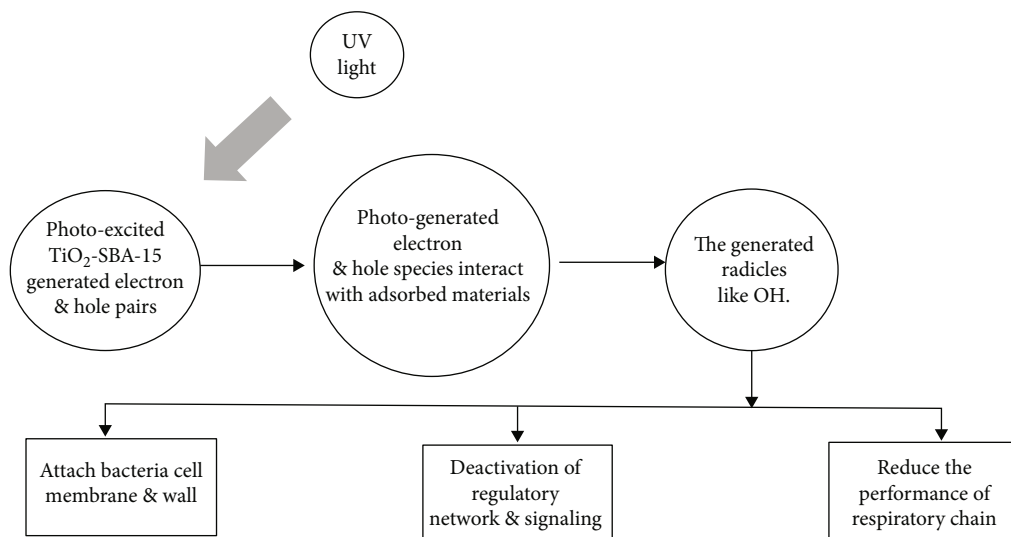 UV
light
Photo-excited
TiO₂-SBA-15
generated electron
& hole pairs
Photo-generated
electron
& hole species interact
with adsorbed materials
The generated
radicles
like OH.
Attach bacteria cell
membrane & wall
Deactivation of
regulatory
network & signaling
Reduce the
performance of
respiratory chain